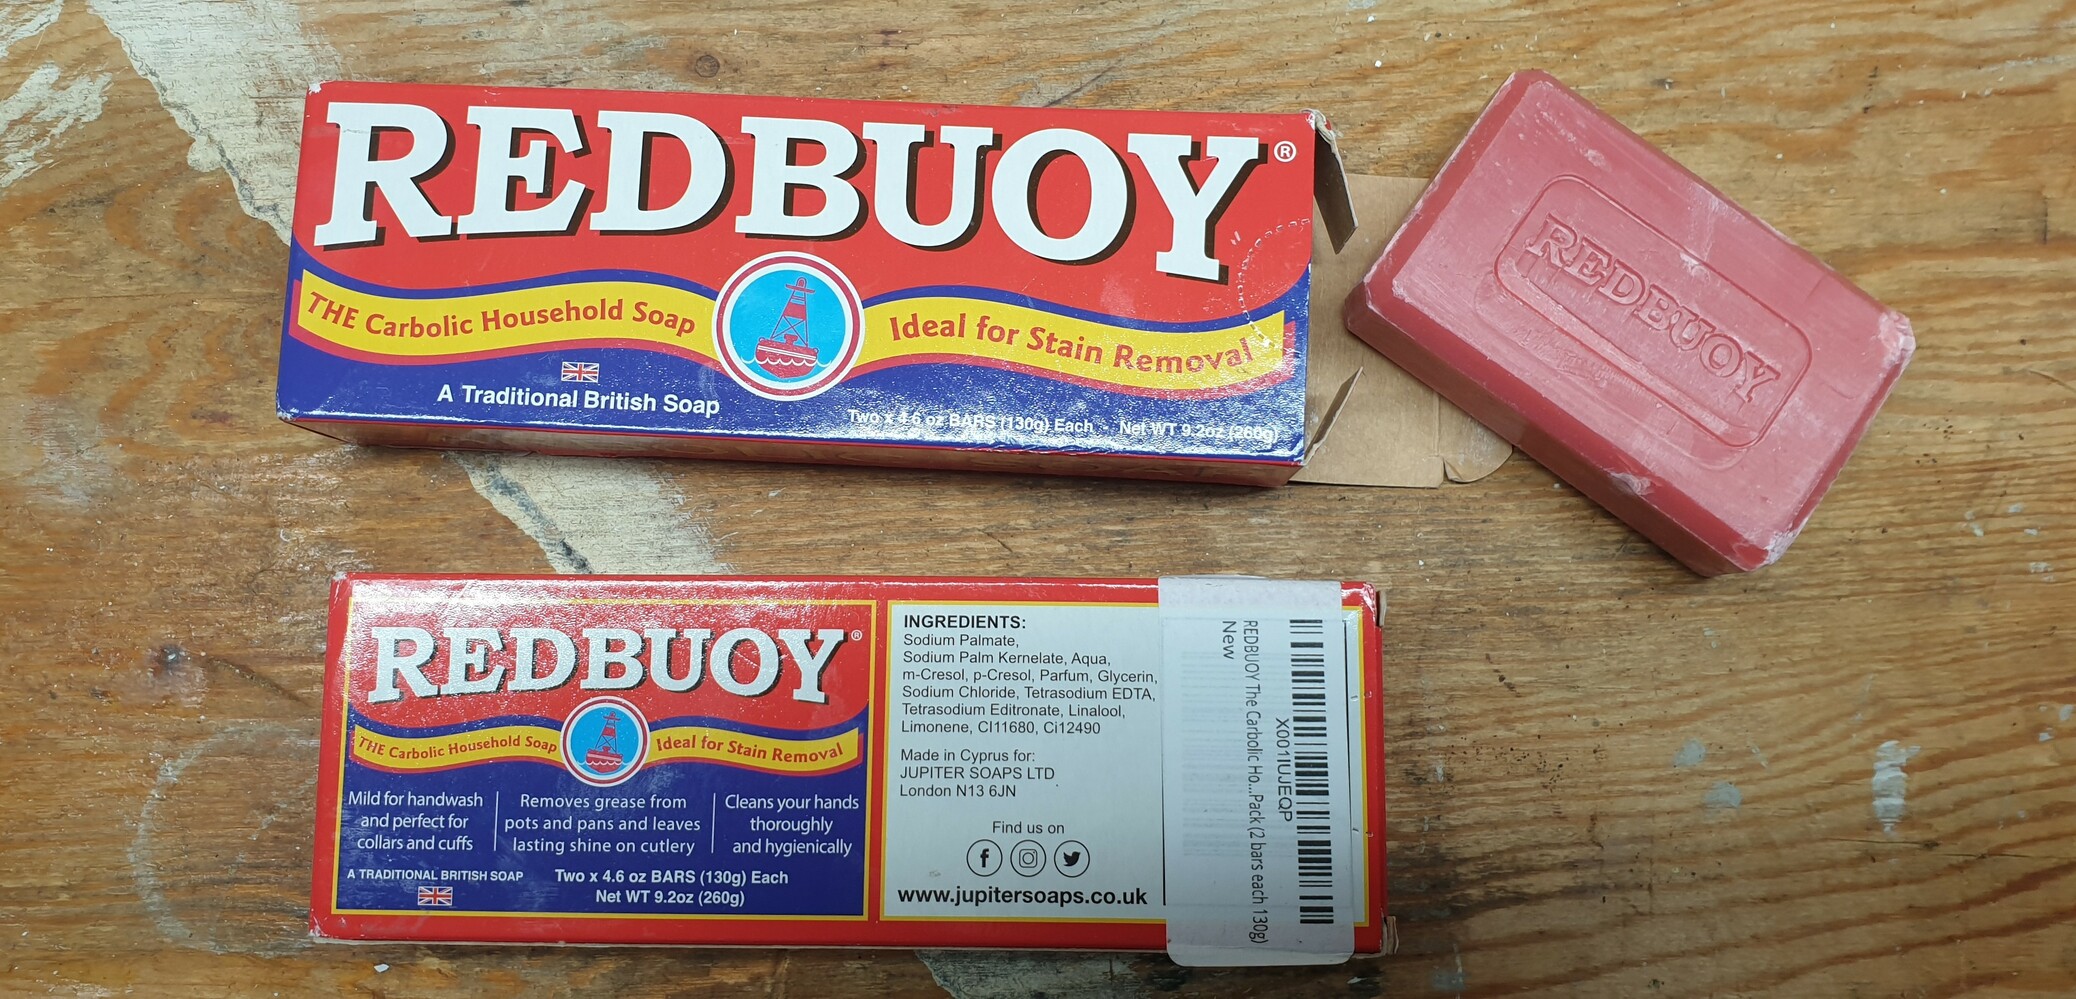 REDBUOY®
THE Carbolic Household Soap
Ideal for Stain Removal
A Traditional British Soap
Two x 4.6 oz BARS (130g) Each - Net WT 9.2oz (260g)
REDBUOY
REDBUOY®
THE Carbolic Household Soap
Ideal for Stain Removal
Mild for handwash
and perfect for
collars and cuffs
Removes grease from
pots and pans and leaves
lasting shine on cutlery
Cleans your hands
thoroughly
and hygienically
A TRADITIONAL BRITISH SOAP
Two x 4.6 oz BARS (130g) Each
Net WT 9.2oz (260g)
INGREDIENTS:
Sodium Palmate,
Sodium Palm Kernelate, Aqua,
m-Cresol, p-Cresol, Parfum, Glycerin,
Sodium Chloride, Tetrasodium EDTA,
Tetrasodium Editronate, Linalool,
Limonene, CI11680, Ci12490
Made in Cyprus for:
JUPITER SOAPS LTD
London N13 6JN
Find us on
www.jupitersoaps.co.uk
X001UJEQP
REDBUOY The Carbolic Ho...Pack (2 bars each 130g)
New